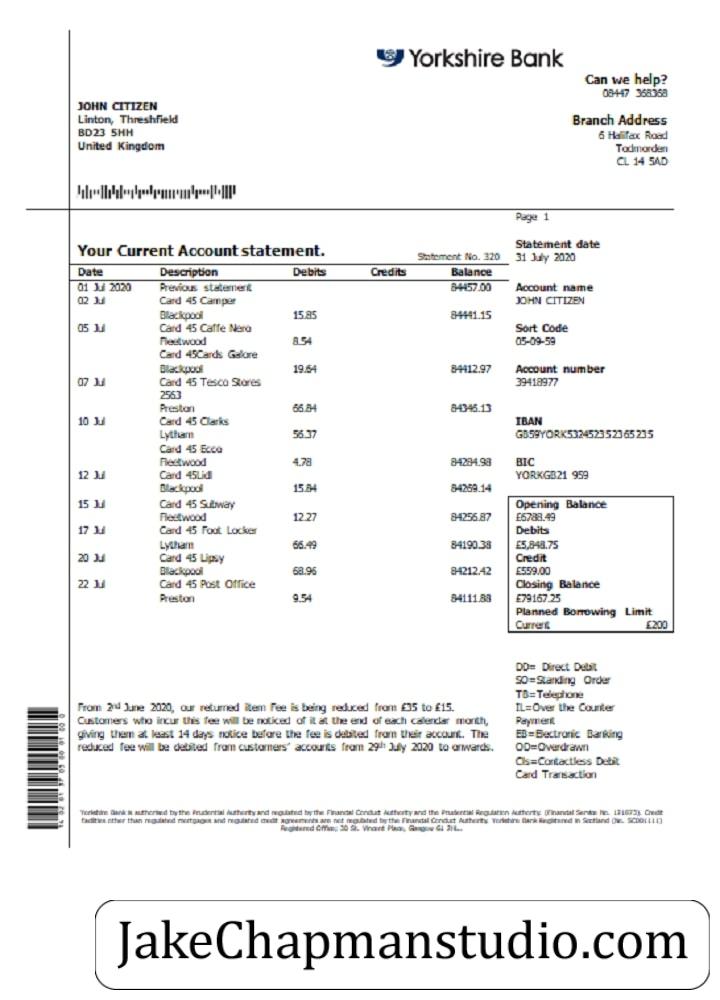 Yorkshire Bank
Can we help?
08447 368368
JOHN CITIZEN
Linton, Threshfield
BD23 5HH
United Kingdom
Branch Address
6 Halifax Road
Todmorden
CL 14 5AD
Page 1
Your Current Account statement.
Statement No. 320
Statement date
31 July 2020
Date Description Debits Credits Balance
01 Jul 2020 Previous statement 84457.00
02 Jul Card 45 Camper
Blackpool 15.85 84441.15
05 Jul Card 45 Caffe Nero
Fleetwood 8.54
Card 45Cards Galore
Blackpool 19.64 84412.97
07 Jul Card 45 Tesco Stores
2563
Preston 66.84 84346.13
10 Jul Card 45 Clarks
Lytham 56.37
Card 45 Ecco
Fleetwood 4.78 84284.98
12 Jul Card 45Lidl
Blackpool 15.84 84269.14
15 Jul Card 45 Subway
Fleetwood 12.27 84256.87
17 Jul Card 45 Foot Locker
Lytham 66.49 84190.38
20 Jul Card 45 Lipsy
Blackpool 68.96 84212.42
22 Jul Card 45 Post Office
Preston 9.54 84111.88
Account name
JOHN CITIZEN
Sort Code
05-09-59
Account number
39418977
IBAN
GB59YORK532452352365235
BIC
YORKGB21 959
Opening Balance
£6788.49
Debits
£5,848.75
Credit
£559.00
Closing Balance
£79167.25
Planned Borrowing Limit
Current £200
DD= Direct Debit
SO=Standing Order
TB=Telephone
IL=Over the Counter
Payment
EB=Electronic Banking
OD=Overdrawn
Cls=Contactless Debit
Card Transaction
From 2nd June 2020, our returned item Fee is being reduced from £35 to £15.
Customers who incur this fee will be noticed of it at the end of each calendar month,
giving them at least 14 days notice before the fee is debited from their account. The
reduced fee will be debited from customers' accounts from 29th July 2020 to onwards.
Yorkshire Bank is authorised by the Prudential Authority and regulated by the Financial Conduct Authority and the Prudential Regulation Authority. (Financial Service No. 121873). Credit
facilities other than regulated mortgages and regulated credit agreements are not regulated by the Financial Conduct Authority. Yorkshire Bank Registered in Scotland (No. SC001111)
Registered Office; 30 St. Vincent Place, Glasgow G1
JakeChapmanstudio.com